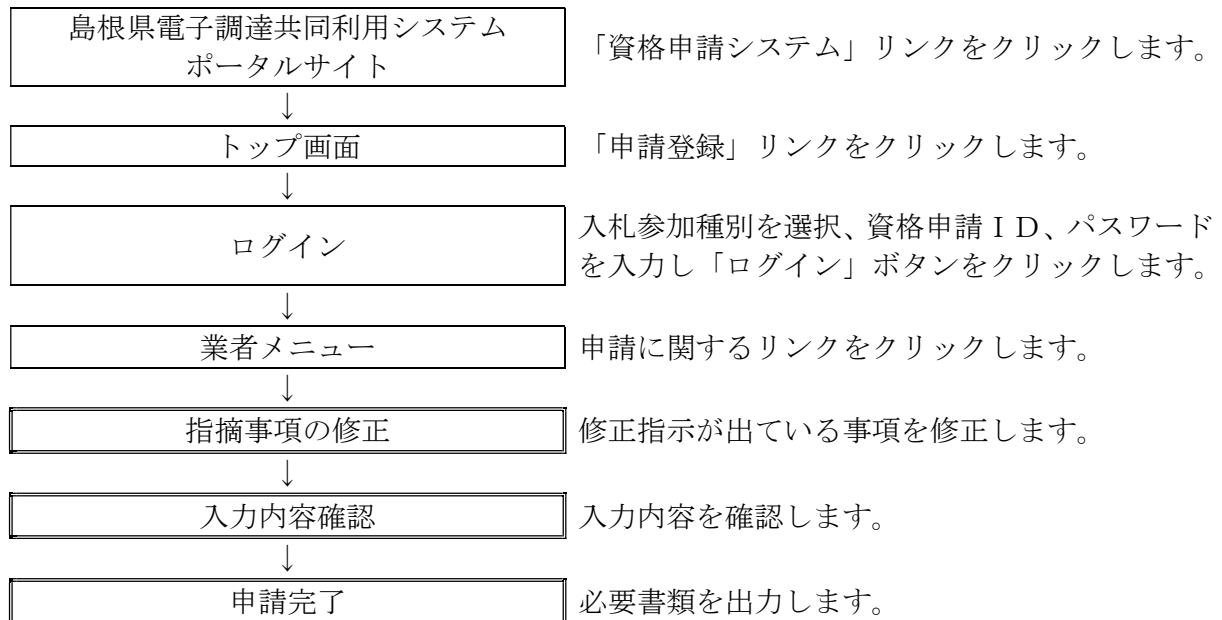 島根県電子調達共同利用システム
ポータルサイト
「資格申請システム」リンクをクリックします。
↓
トップ画面
「申請登録」リンクをクリックします。
↓
ログイン
入札参加種別を選択、資格申請ＩＤ、パスワード
を入力し「ログイン」ボタンをクリックします。
↓
業者メニュー
申請に関するリンクをクリックします。
↓
指摘事項の修正
修正指示が出ている事項を修正します。
↓
入力内容確認
入力内容を確認します。
↓
申請完了
必要書類を出力します。